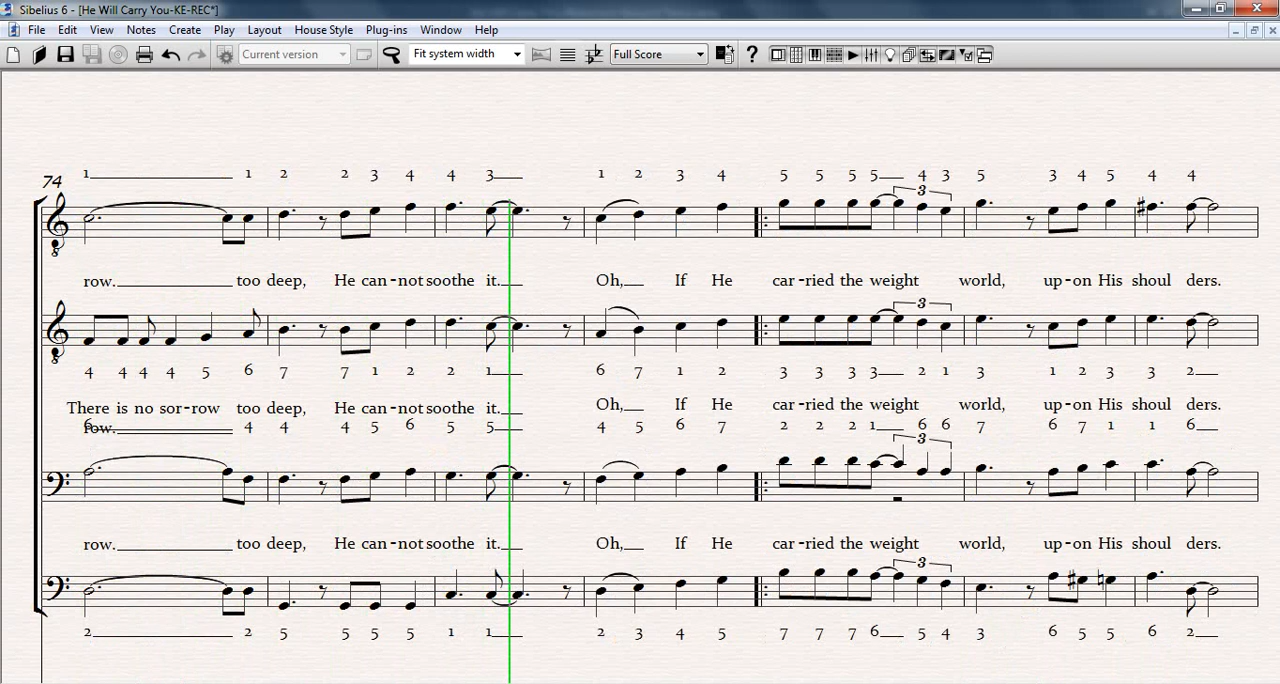 Sibelius 6 - [He Will Carry You-KE-REC*]
File Edit View Notes Create Play Layout House Style Plug-ins Window Help
Current version Fit system width Full Score ?
1 1 2 2 3 4 4 3 1 2 3 4 5 5 5 5 4 3 5 3 4 5 4 4
74
3
8
row. too deep, He can-not soothe it. Oh, If He car-ried the weight world, up-on His shoul ders.
3
8
4 4 4 4 5 6 7 7 1 2 2 1 6 7 1 2 3 3 3 3 2 1 3 1 2 3 3 2
There is no sor-row too deep, He can-not soothe it. Oh, If He car-ried the weight world, up-on His shoul ders.
6 4 4 4 5 6 5 5 4 5 6 7 2 2 2 1 6 6 7 6 7 1 1 6
row.
3
row. too deep, He can-not soothe it. Oh, If He car-ried the weight world, up-on His shoul ders.
3
2 2 5 5 5 5 1 1 2 3 4 5 7 7 7 6 5 4 3 6 5 5 6 2